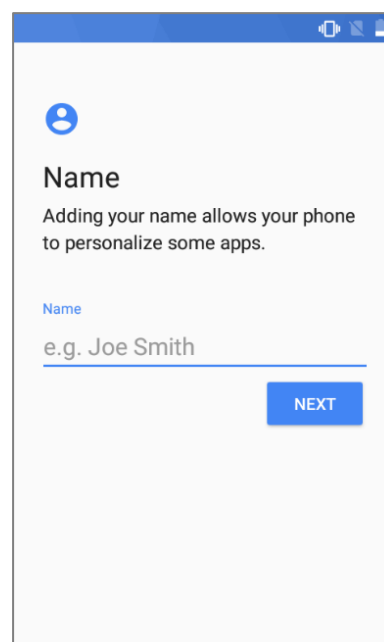 Name
Adding your name allows your phone
to personalize some apps.
Name
e.g. Joe Smith
NEXT